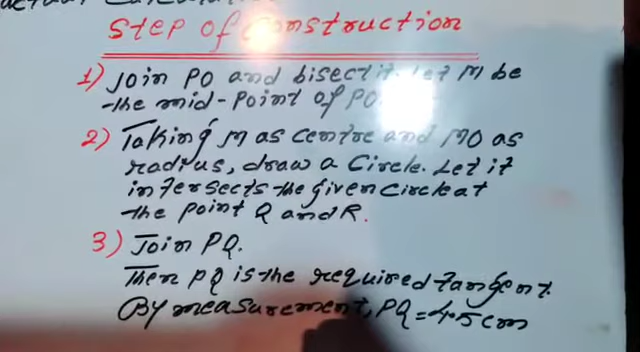 Step of Construction
1) Join PO and bisect it. Let M be
the mid-point of PO
2) Taking M as centre and MO as
radius, draw a Circle. Let it
intersects the given circle at
the point Q and R.
3) Join PQ.
Then PQ is the required tangent.
By measurement, PQ = 4.5 cm